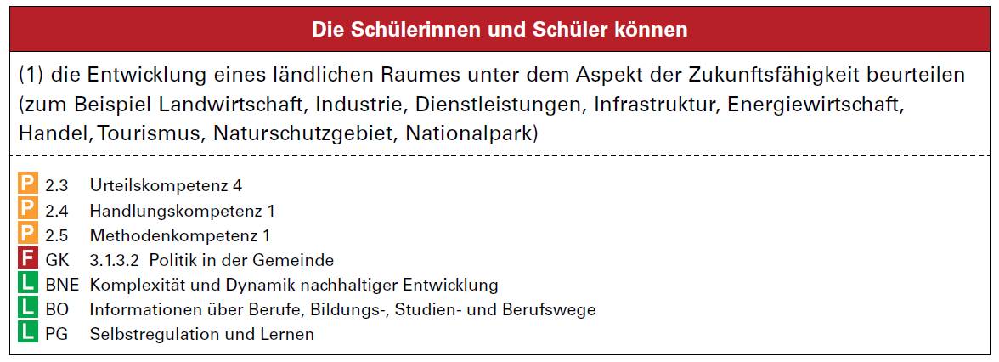 Die Schülerinnen und Schüler können
(1) die Entwicklung eines ländlichen Raumes unter dem Aspekt der Zukunftsfähigkeit beurteilen
(zum Beispiel Landwirtschaft, Industrie, Dienstleistungen, Infrastruktur, Energiewirtschaft,
Handel, Tourismus, Naturschutzgebiet, Nationalpark)
P 2.3 Urteilskompetenz 4
P 2.4 Handlungskompetenz 1
P 2.5 Methodenkompetenz 1
F GK 3.1.3.2 Politik in der Gemeinde
L BNE Komplexität und Dynamik nachhaltiger Entwicklung
L BO Informationen über Berufe, Bildungs-, Studien- und Berufswege
L PG Selbstregulation und Lernen